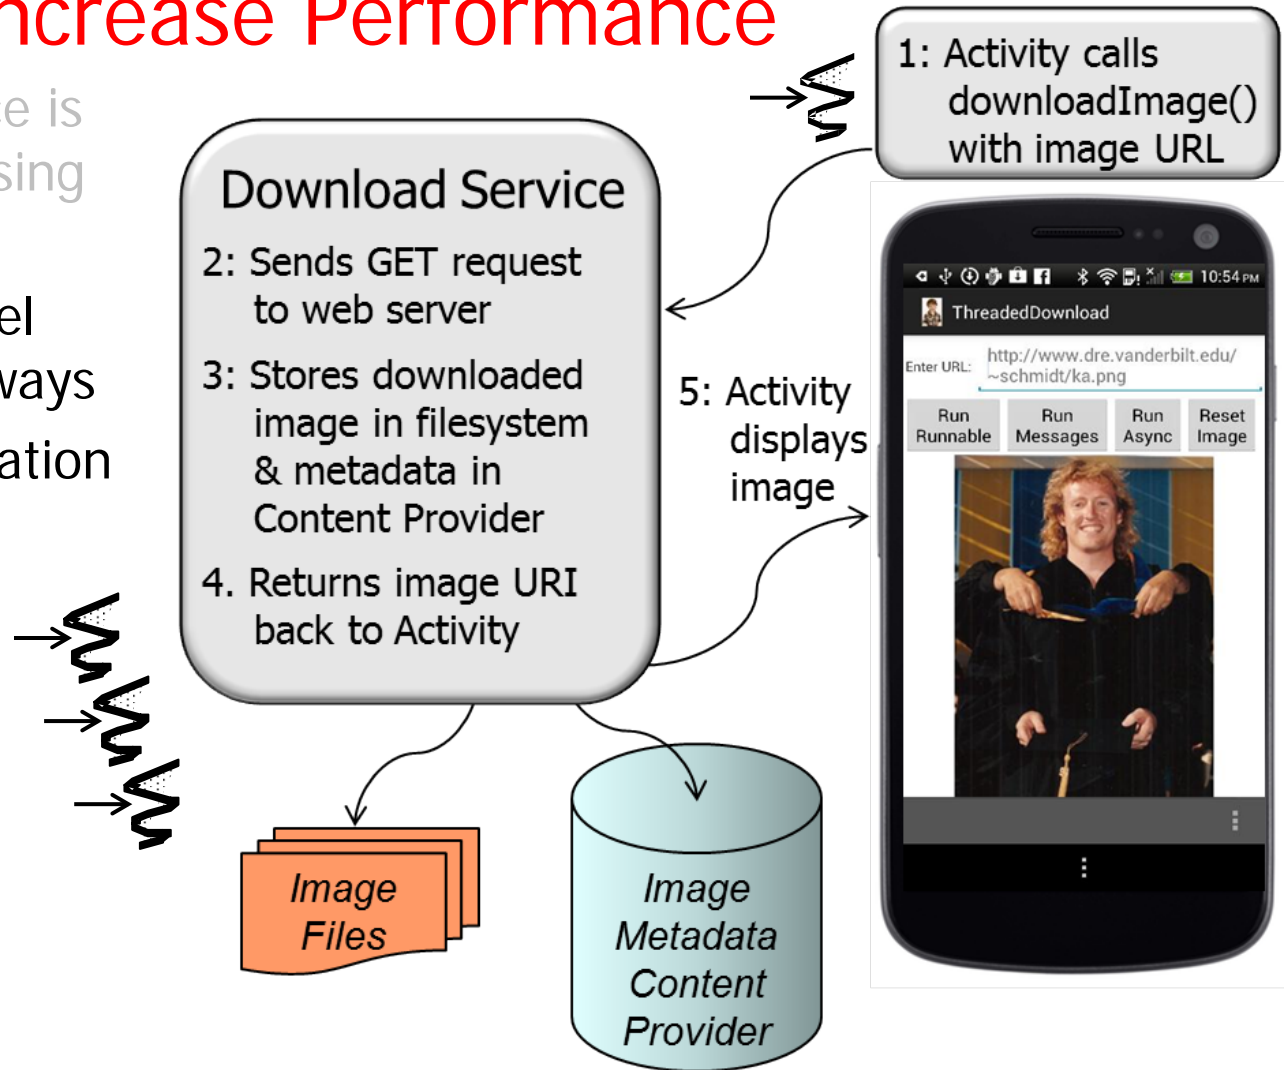 ncrease Performance
ce is
sing
el
ways
ation
1: Activity calls
downloadImage()
with image URL
Download Service
2: Sends GET request
to web server
3: Stores downloaded
image in filesystem
& metadata in
Content Provider
4. Returns image URI
back to Activity
5: Activity
displays
image
Image
Files
Image
Metadata
Content
Provider
10:54 PM
ThreadedDownload
Enter URL:
http://www.dre.vanderbilt.edu/
~schmidt/ka.png
Run
Runnable
Run
Messages
Run
Async
Reset
Image